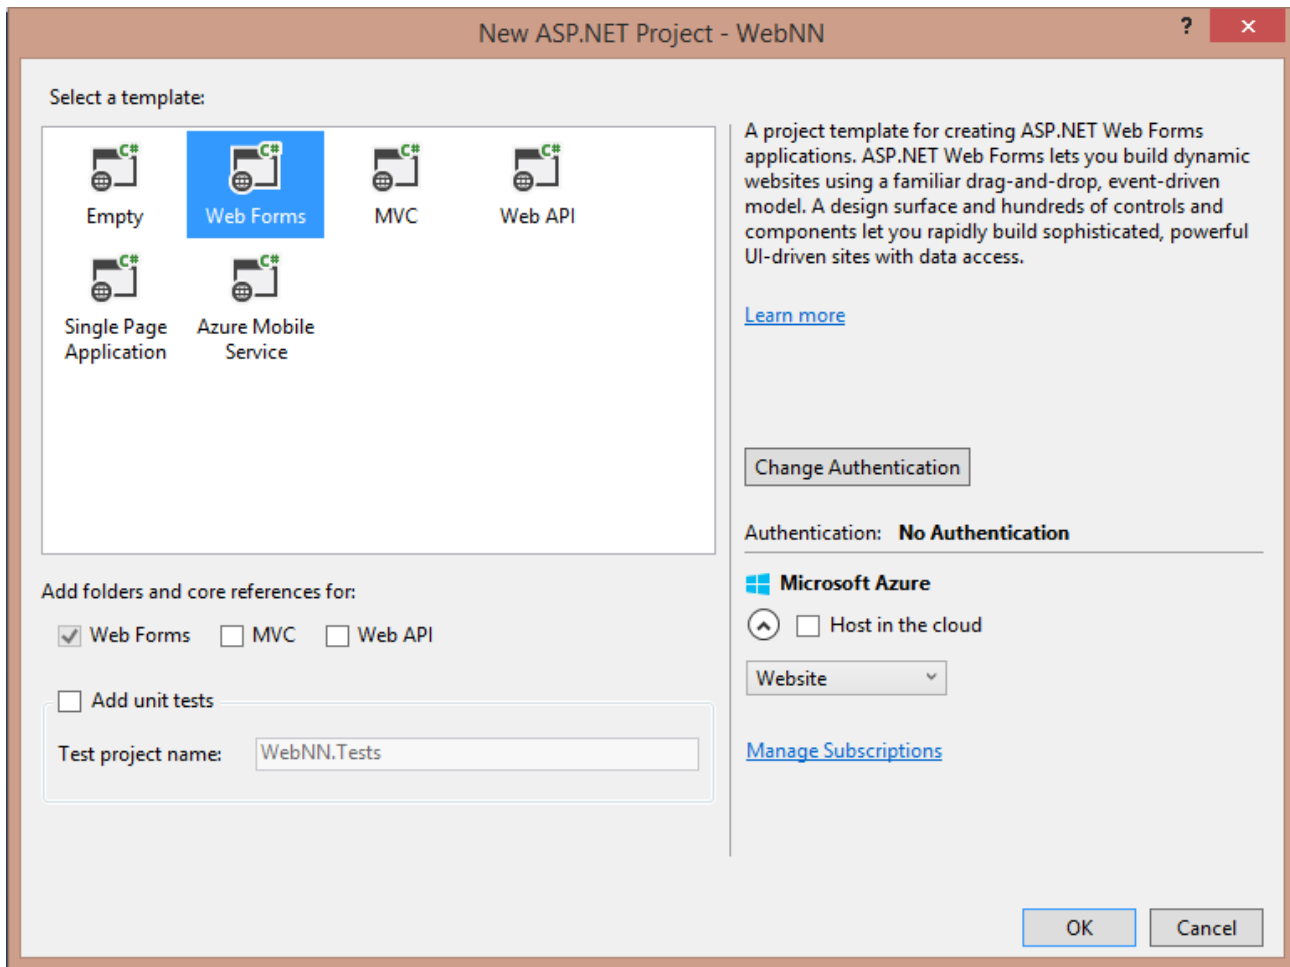 New ASP.NET Project - WebNN
?
Select a template:
C# C# C# C#
Empty Web Forms MVC Web API
C# C#
Single Page Azure Mobile
Application Service
A project template for creating ASP.NET Web Forms
applications. ASP.NET Web Forms lets you build dynamic
websites using a familiar drag-and-drop, event-driven
model. A design surface and hundreds of controls and
components let you rapidly build sophisticated, powerful
UI-driven sites with data access.
Learn more
Change Authentication
Authentication: No Authentication
Microsoft Azure
Host in the cloud
Website
Manage Subscriptions
Add folders and core references for:
Web Forms MVC Web API
Add unit tests
Test project name: WebNN.Tests
OK Cancel